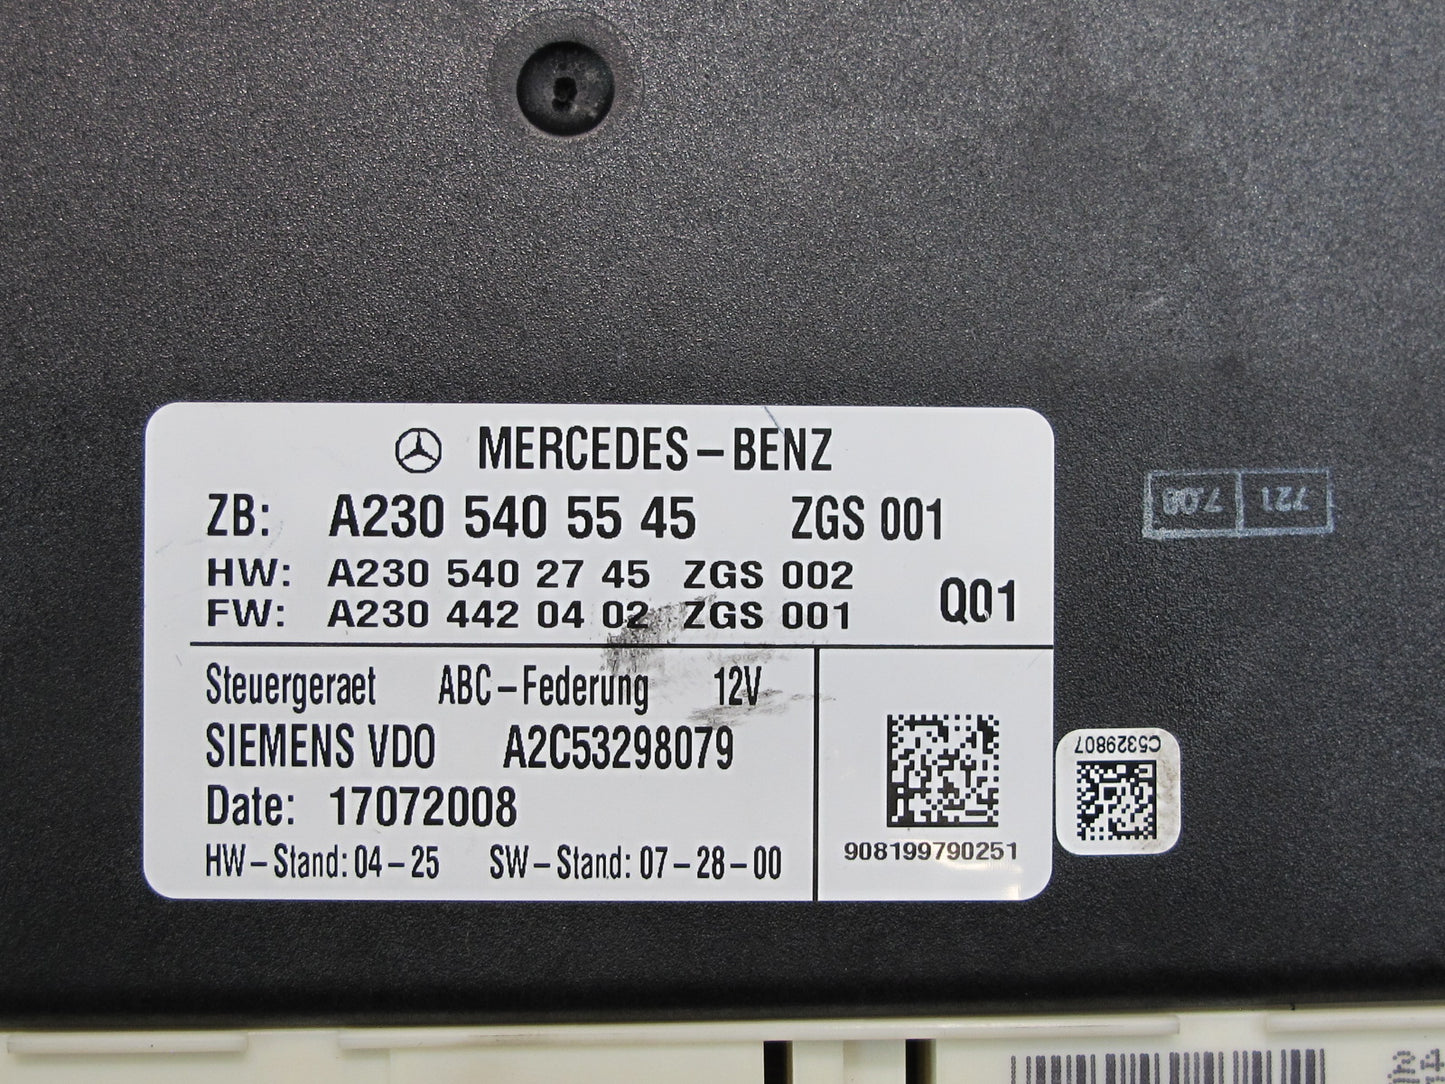 MERCEDES-BENZ
ZB: A230 540 55 45 ZGS 001
HW: A230 540 27 45 ZGS 002
FW: A230 442 04 02 ZGS 001 Q01
Steuergeraet ABC-Federung 12V
SIEMENS VDO A2C53298079
Date: 17072008
HW-Stand: 04-25 SW-Stand: 07-28-00
908199790251
C5329807
721 7.08